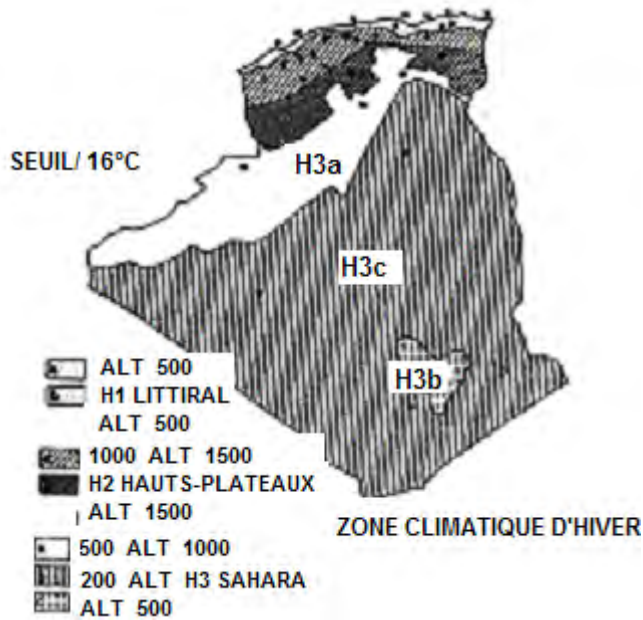 SEUIL/ 16°C
H3a
H3c
H3b
ALT 500
H1 LITTIRAL
ALT 500
1000 ALT 1500
H2 HAUTS-PLATEAUX
ALT 1500
500 ALT 1000
200 ALT H3 SAHARA
ALT 500
ZONE CLIMATIQUE D'HIVER